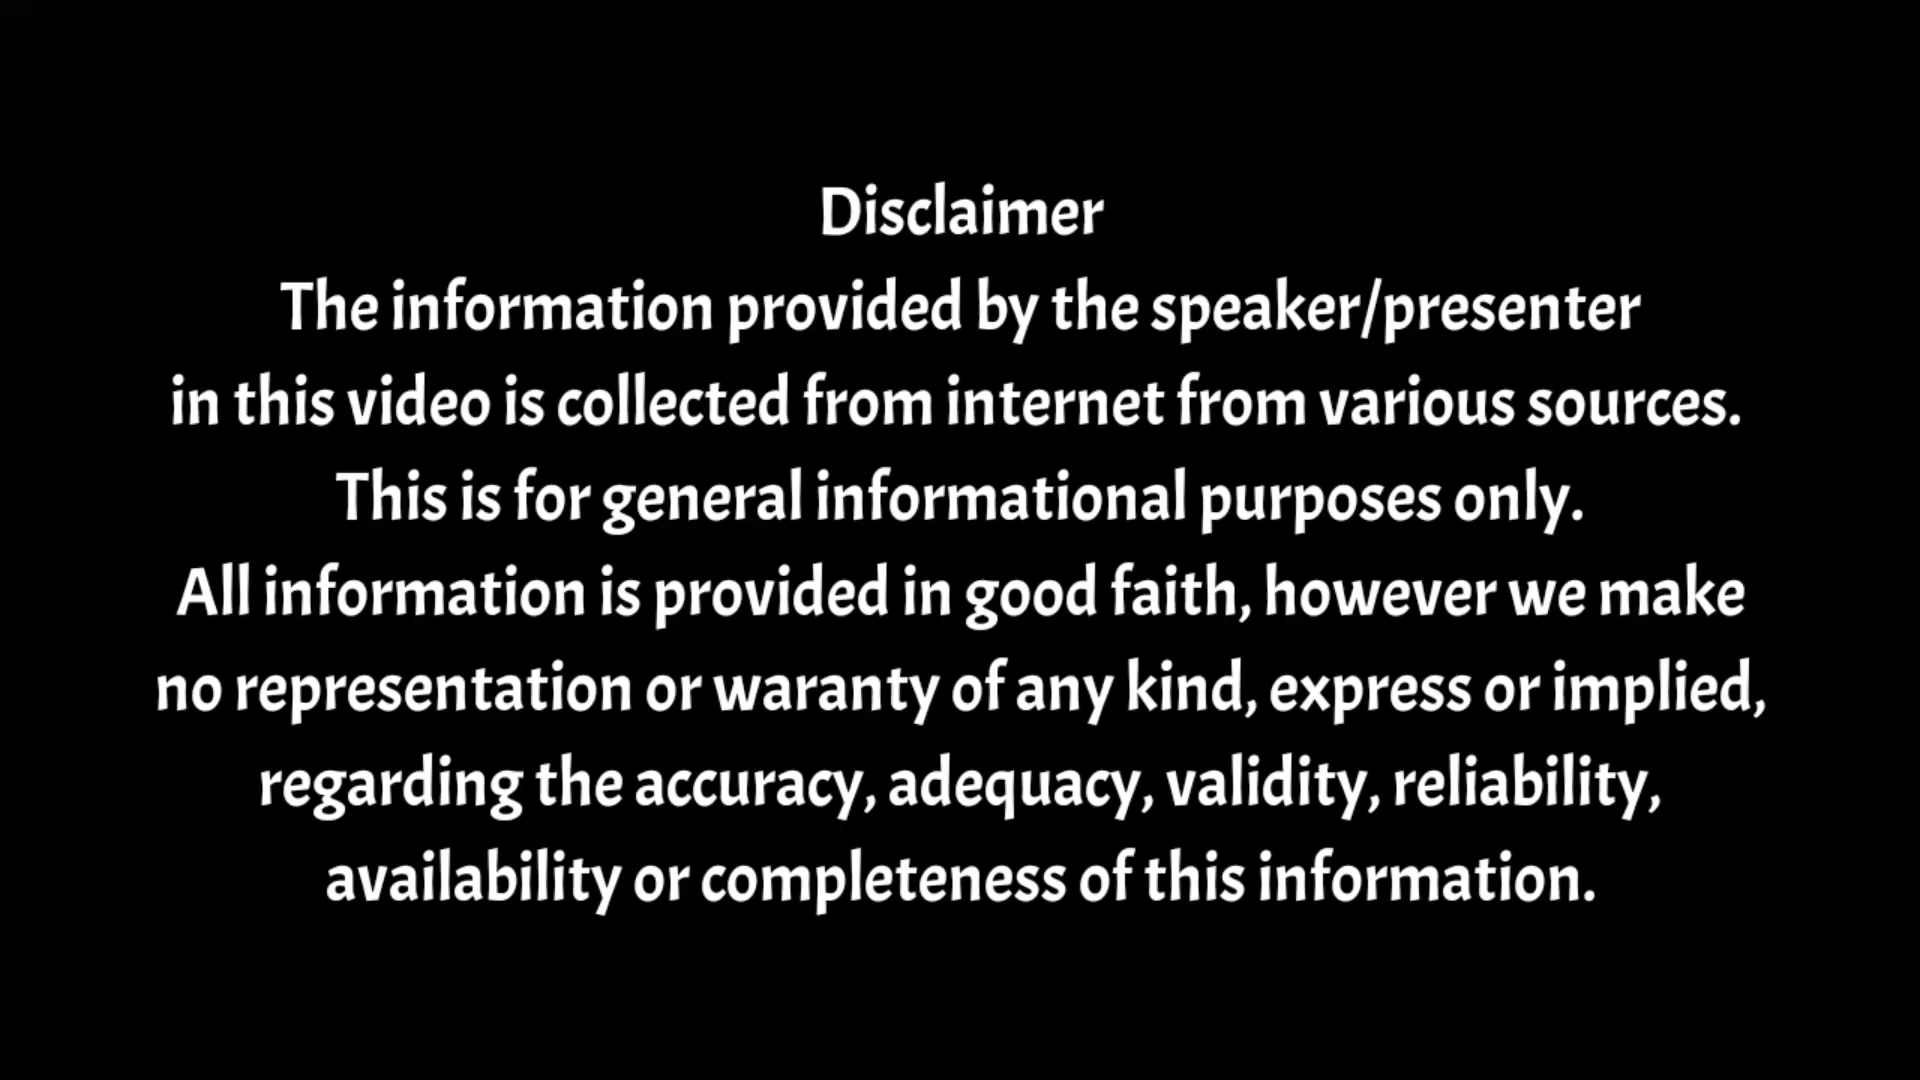 Disclaimer
The information provided by the speaker/presenter
in this video is collected from internet from various sources.
This is for general informational purposes only.
All information is provided in good faith, however we make
no representation or waranty of any kind, express or implied,
regarding the accuracy, adequacy, validity, reliability,
availability or completeness of this information.